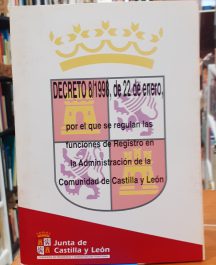 DECRETO 8/1998, de 22 de enero,
por el que se regulan las
funciones de Registro en
la Administración de la
Comunidad de Castilla y León
Junta de
Castilla y León